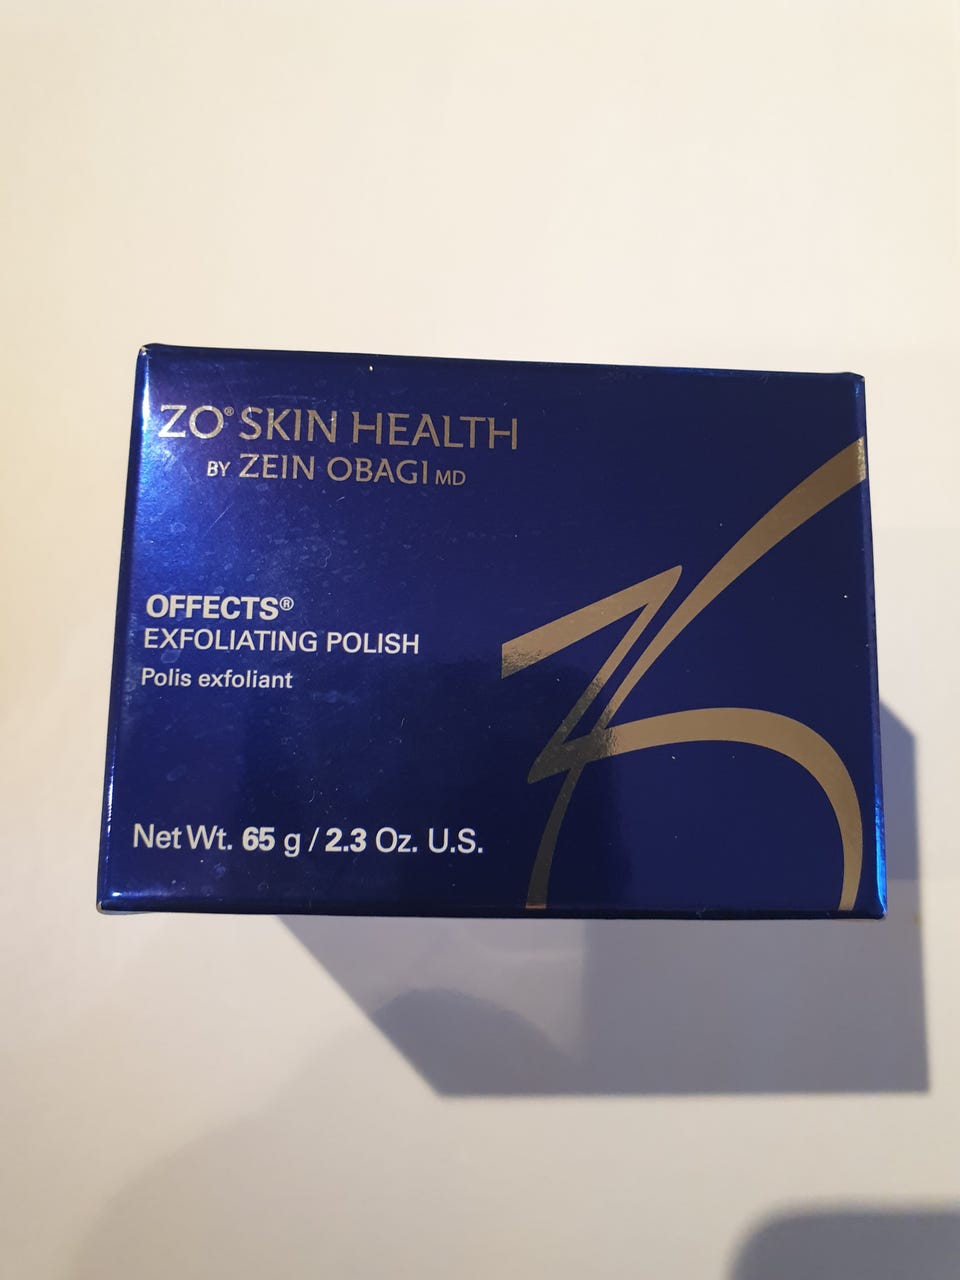 ZO® SKIN HEALTH
BY ZEIN OBAGI MD
OFFECTS®
EXFOLIATING POLISH
Polis exfoliant
Net Wt. 65 g / 2.3 Oz. U.S.